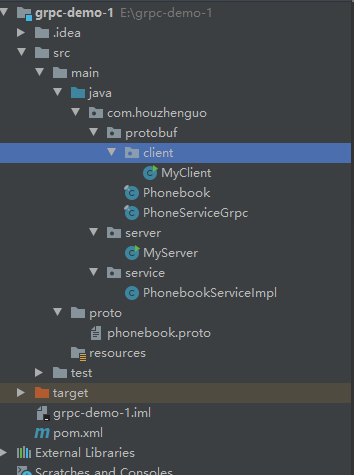 grpc-demo-1 E:\grpc-demo-1
.idea
src
main
java
com.houzhenguo
protobuf
client
MyClient
Phonebook
PhoneServiceGrpc
server
MyServer
service
PhonebookServiceImpl
proto
phonebook.proto
resources
test
target
grpc-demo-1.iml
pom.xml
External Libraries
Scratches and Consoles